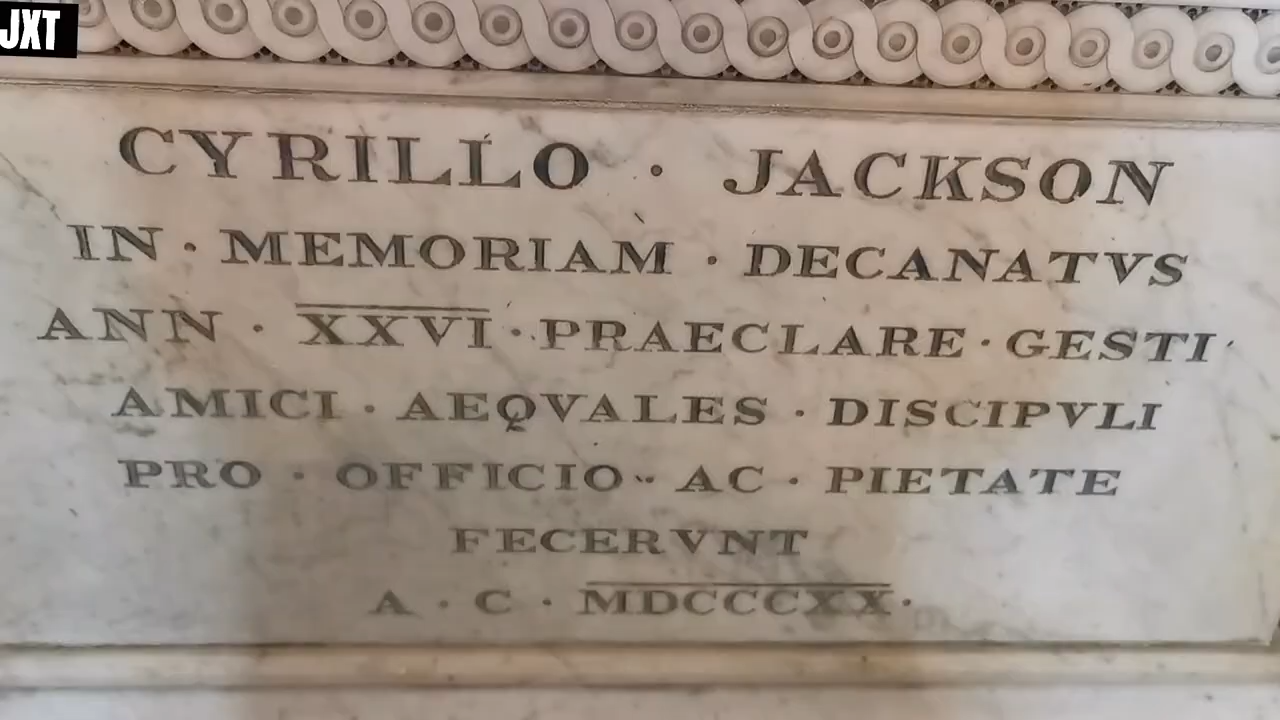 JXT
CYRILLO · JACKSON
IN · MEMORIAM · DECANATVS
ANN · XXVI · PRAECLARE · GESTI ·
AMICI · AEQVALES · DISCIPVLI
PRO · OFFICIO · AC · PIETATE
FECERVNT
A · C · MDCCCXX ·